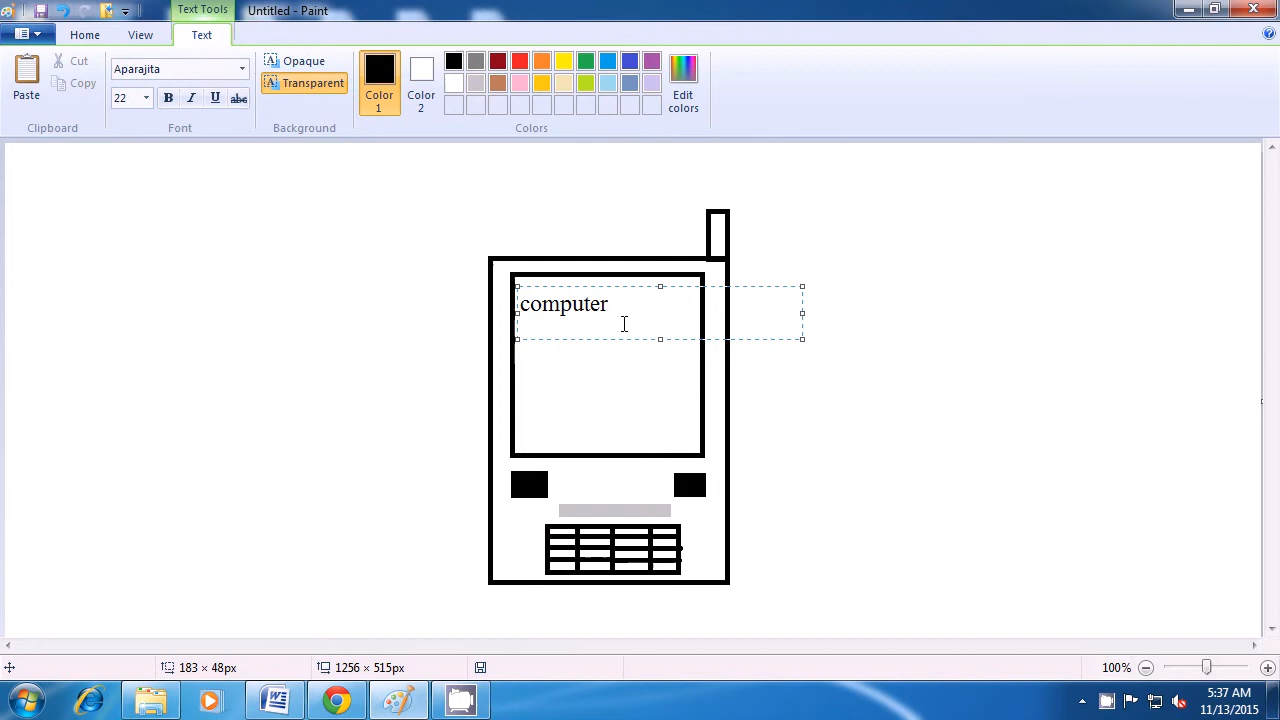 Text Tools
Untitled - Paint
Home
View
Text
Paste
Cut
Copy
Clipboard
Aparajita
22
B I U abc
Font
Opaque
Transparent
Background
Color 1
Color 2
Edit colors
Colors
computer
183 × 48px
1256 × 515px
100%
5:37 AM
11/13/2015